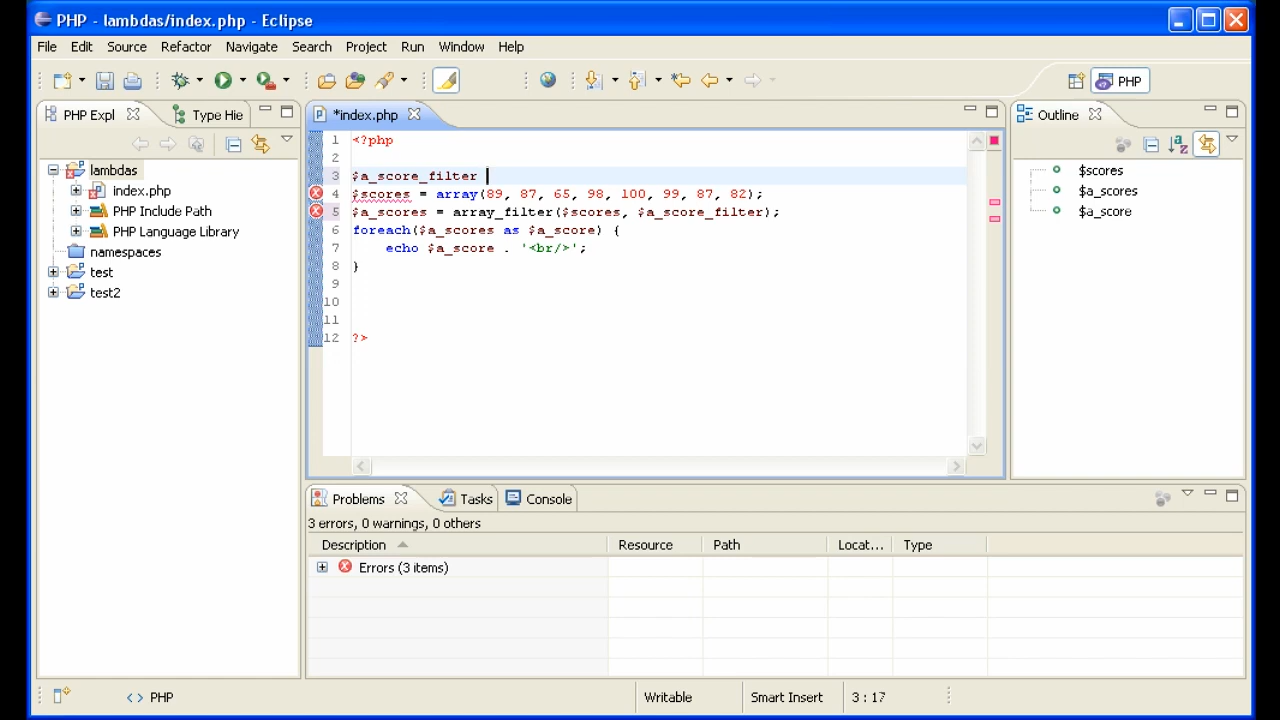 PHP - lambdas/index.php - Eclipse
File Edit Source Refactor Navigate Search Project Run Window Help
PHP
PHP Expl Type Hie
lambdas
index.php
PHP Include Path
PHP Language Library
namespaces
test
test2
*index.php
1 <?php
2
3 $a_score_filter
4 $scores = array(89, 87, 65, 98, 100, 99, 87, 82);
5 $a_scores = array_filter($scores, $a_score_filter);
6 foreach($a_scores as $a_score) {
7 echo $a_score . '<br/>';
8 }
9
10
11
12 ?>
Outline
$scores
$a_scores
$a_score
Problems Tasks Console
3 errors, 0 warnings, 0 others
Description Resource Path Locat... Type
Errors (3 items)
<> PHP Writable Smart Insert 3 : 17